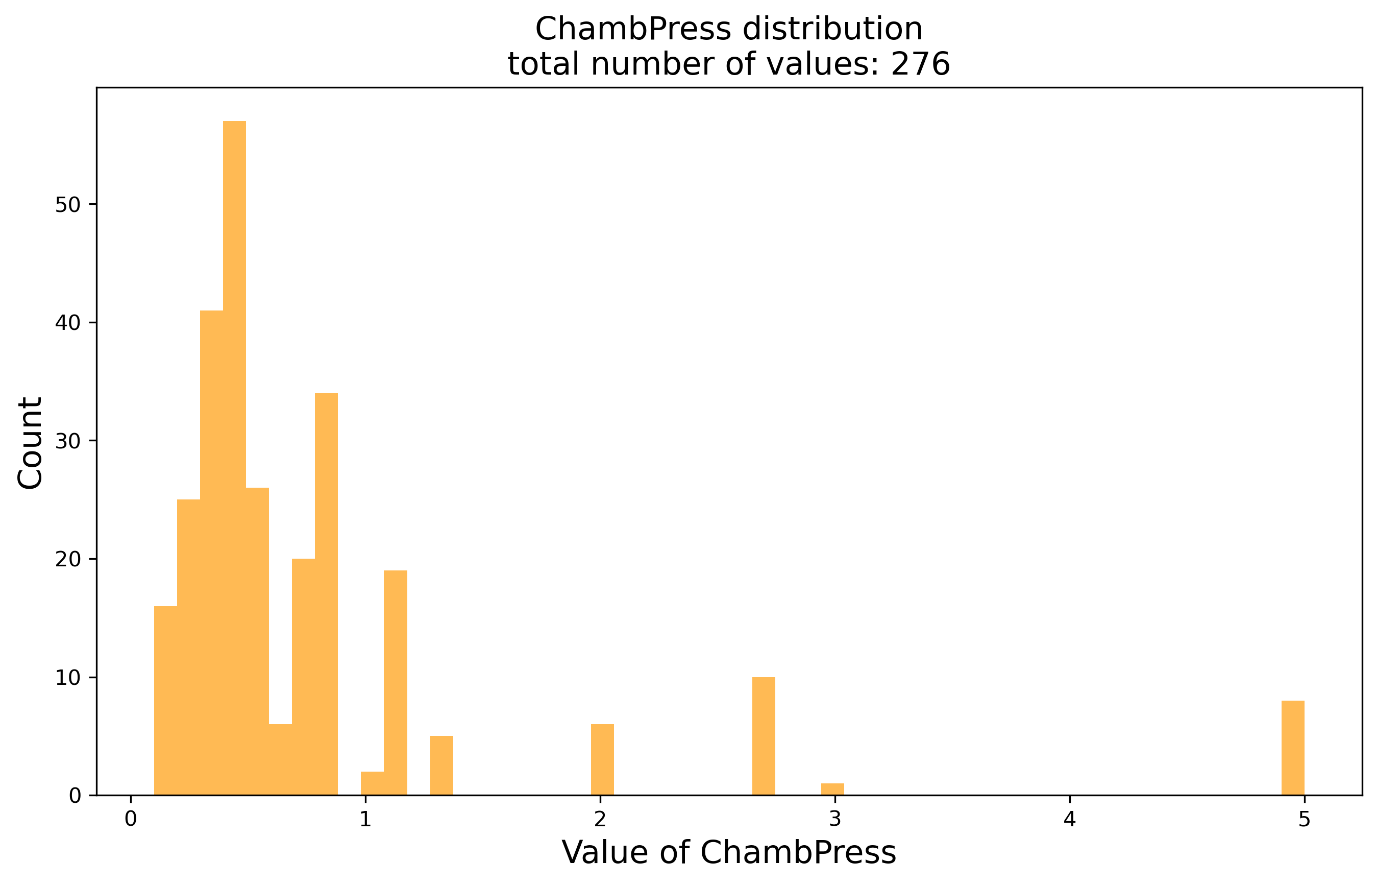 ChambPress distribution
total number of values: 276
Count
50
40
30
20
10
0
0 1 2 3 4 5
Value of ChambPress